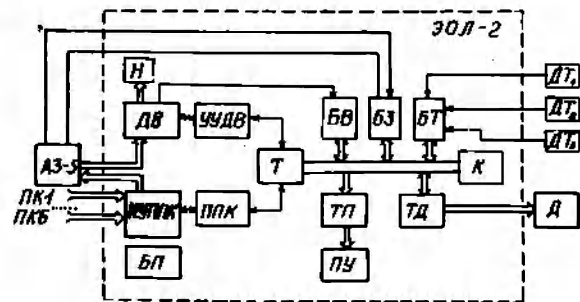 ЭОЛ-2
Н
ДВ
УУДВ
БВ
БЗ
БТ
ДТ₁
ДТ₂
ДТ₃
АЗ-5
Т
К
ПК1
ПК6
ППК
ТП
ТД
Д
БП
ПУ